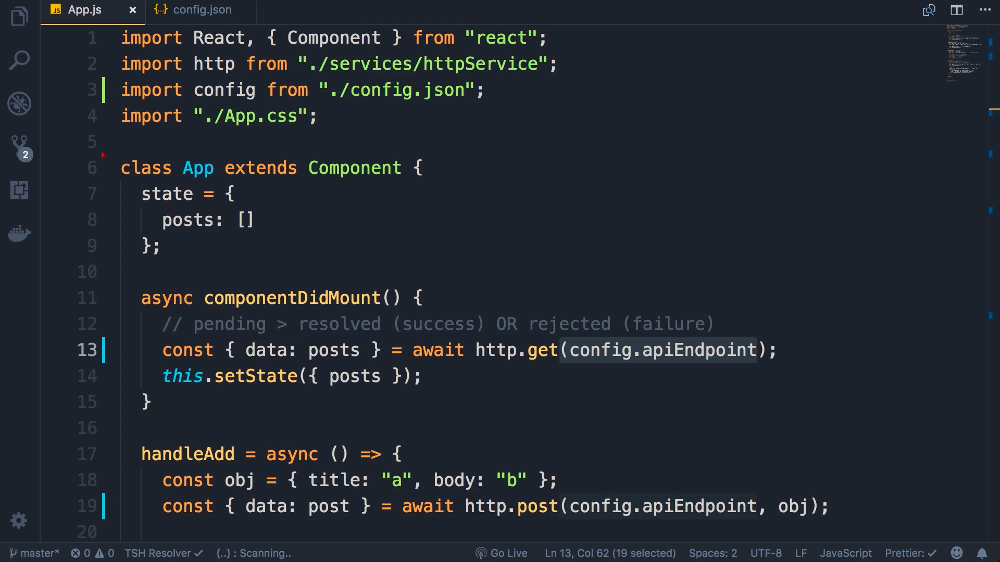 JS App.js × {..} config.json
1 import React, { Component } from "react";
2 import http from "./services/httpService";
3 import config from "./config.json";
4 import "./App.css";
5
6 class App extends Component {
7 state = {
8 posts: []
9 };
10
11 async componentDidMount() {
12 // pending > resolved (success) OR rejected (failure)
13 const { data: posts } = await http.get(config.apiEndpoint);
14 this.setState({ posts });
15 }
16
17 handleAdd = async () => {
18 const obj = { title: "a", body: "b" };
19 const { data: post } = await http.post(config.apiEndpoint, obj);
20
2
master* 0 0 TSH Resolver ✓ {..} : Scanning.. Go Live Ln 13, Col 62 (19 selected) Spaces: 2 UTF-8 LF JavaScript Prettier: ✓